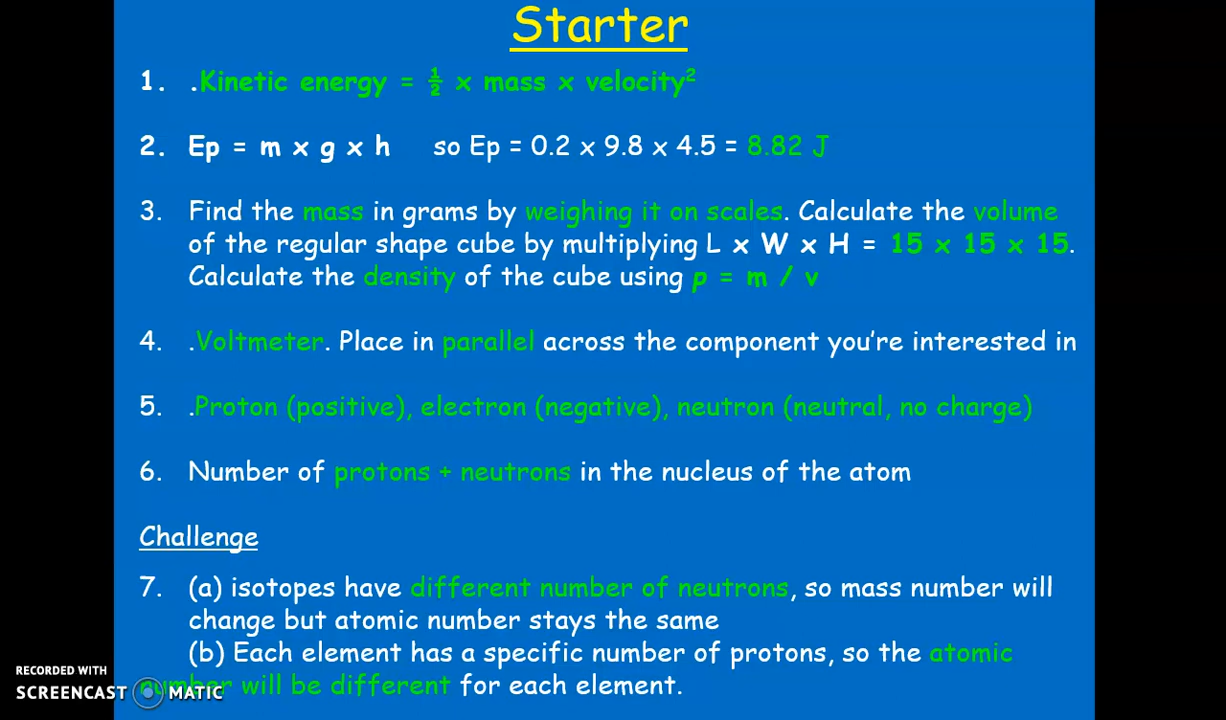 Starter
1. .Kinetic energy = ½ x mass x velocity²
2. Ep = m x g x h so Ep = 0.2 x 9.8 x 4.5 = 8.82 J
3. Find the mass in grams by weighing it on scales. Calculate the volume
of the regular shape cube by multiplying L x W x H = 15 x 15 x 15.
Calculate the density of the cube using p = m / v
4. .Voltmeter. Place in parallel across the component you're interested in
5. .Proton (positive), electron (negative), neutron (neutral, no charge)
6. Number of protons + neutrons in the nucleus of the atom
Challenge
7. (a) isotopes have different number of neutrons, so mass number will
change but atomic number stays the same
(b) Each element has a specific number of protons, so the atomic
number will be different for each element.
RECORDED WITH
SCREENCAST MATIC